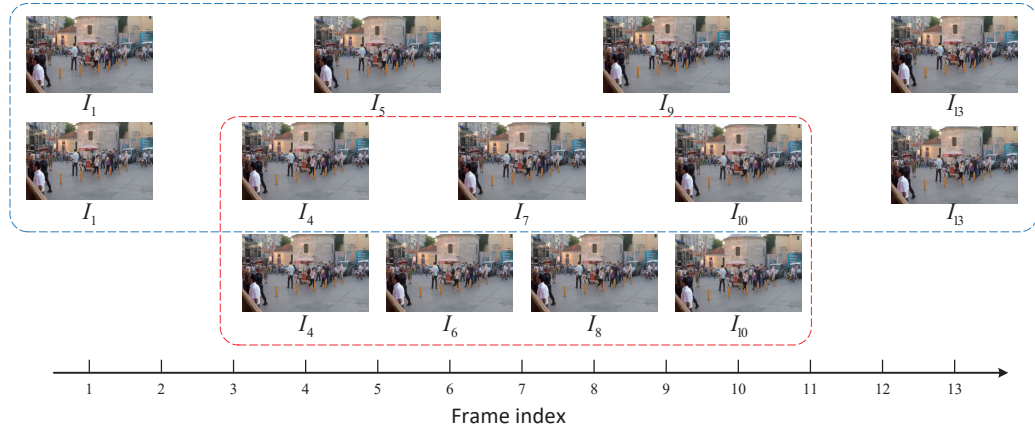 I₁ I₅ I₉ I₁₃
I₁ I₄ I₇ I₁₀ I₁₃
I₄ I₆ I₈ I₁₀
1 2 3 4 5 6 7 8 9 10 11 12 13
Frame index